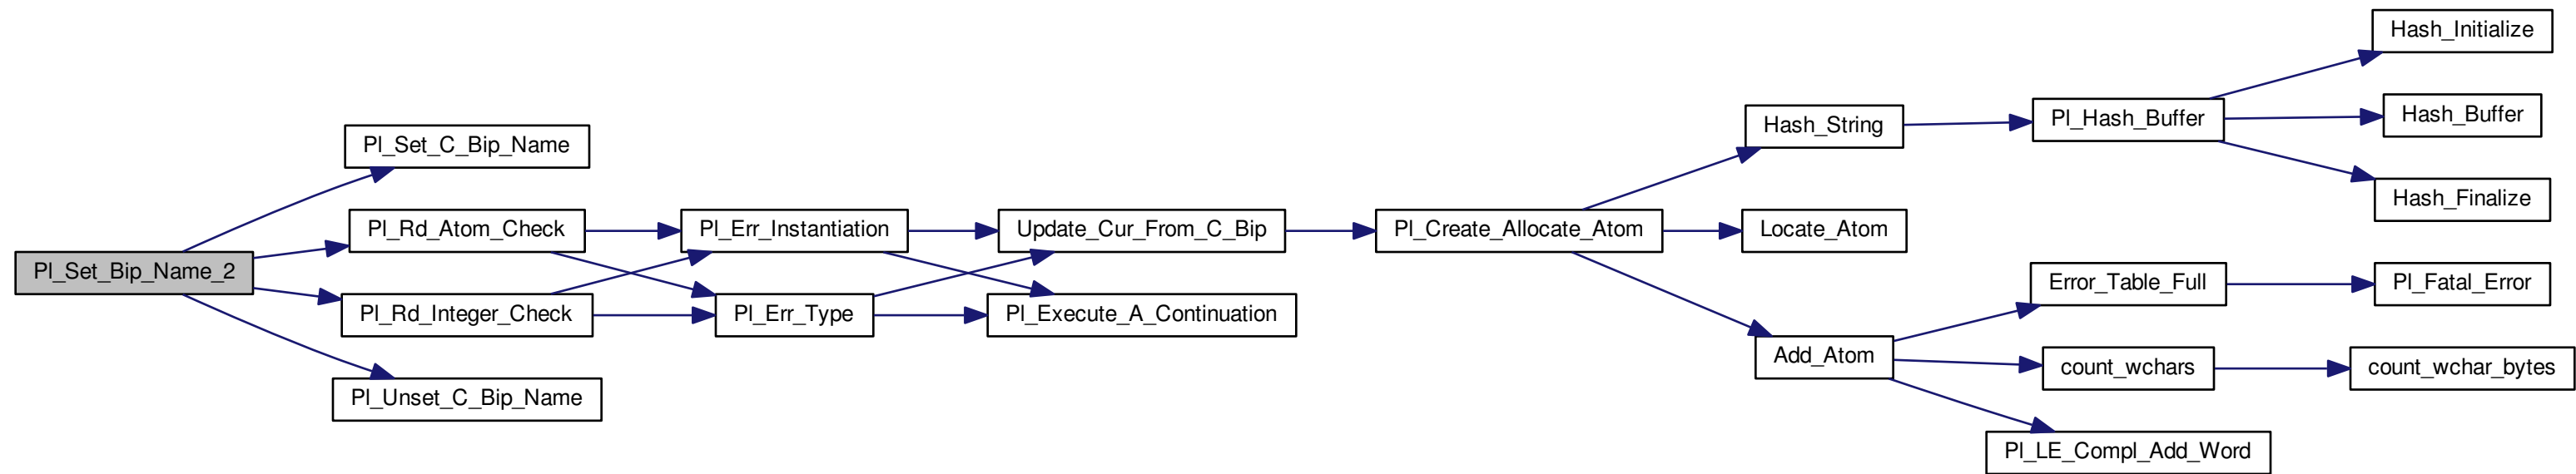 Pl_Set_Bip_Name_2
Pl_Set_C_Bip_Name
Pl_Rd_Atom_Check
Pl_Rd_Integer_Check
Pl_Unset_C_Bip_Name
Pl_Err_Instantiation
Pl_Err_Type
Update_Cur_From_C_Bip
Pl_Execute_A_Continuation
Pl_Create_Allocate_Atom
Hash_String
Locate_Atom
Add_Atom
Pl_Hash_Buffer
Error_Table_Full
count_wchars
Pl_LE_Compl_Add_Word
Hash_Initialize
Hash_Buffer
Hash_Finalize
Pl_Fatal_Error
count_wchar_bytes